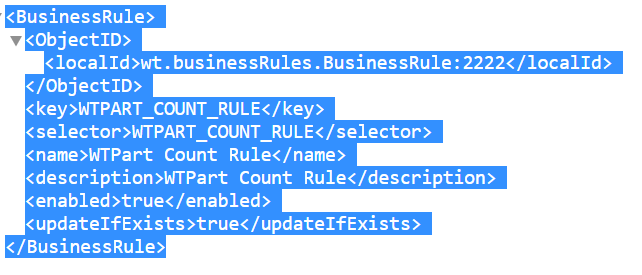 <BusinessRule>
<ObjectID>
<localId>wt.businessRules.BusinessRule:2222</localId>
</ObjectID>
<key>WTPART_COUNT_RULE</key>
<selector>WTPART_COUNT_RULE</selector>
<name>WTPart Count Rule</name>
<description>WTPart Count Rule</description>
<enabled>true</enabled>
<updateIfExists>true</updateIfExists>
</BusinessRule>